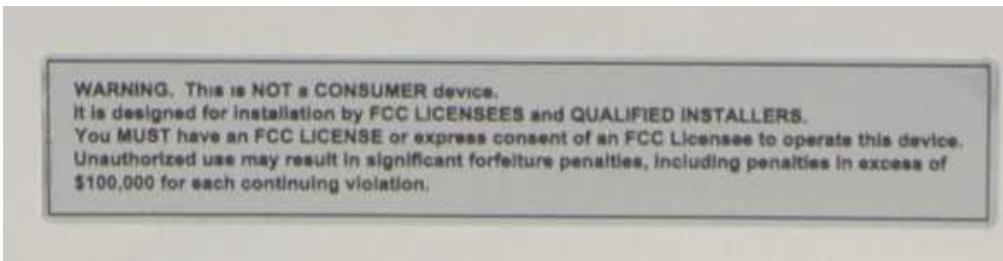 WARNING. This is NOT a CONSUMER device.
It is designed for installation by FCC LICENSEES and QUALIFIED INSTALLERS.
You MUST have an FCC LICENSE or express consent of an FCC Licensee to operate this device.
Unauthorized use may result in significant forfeiture penalties, including penalties in excess of
$100,000 for each continuing violation.